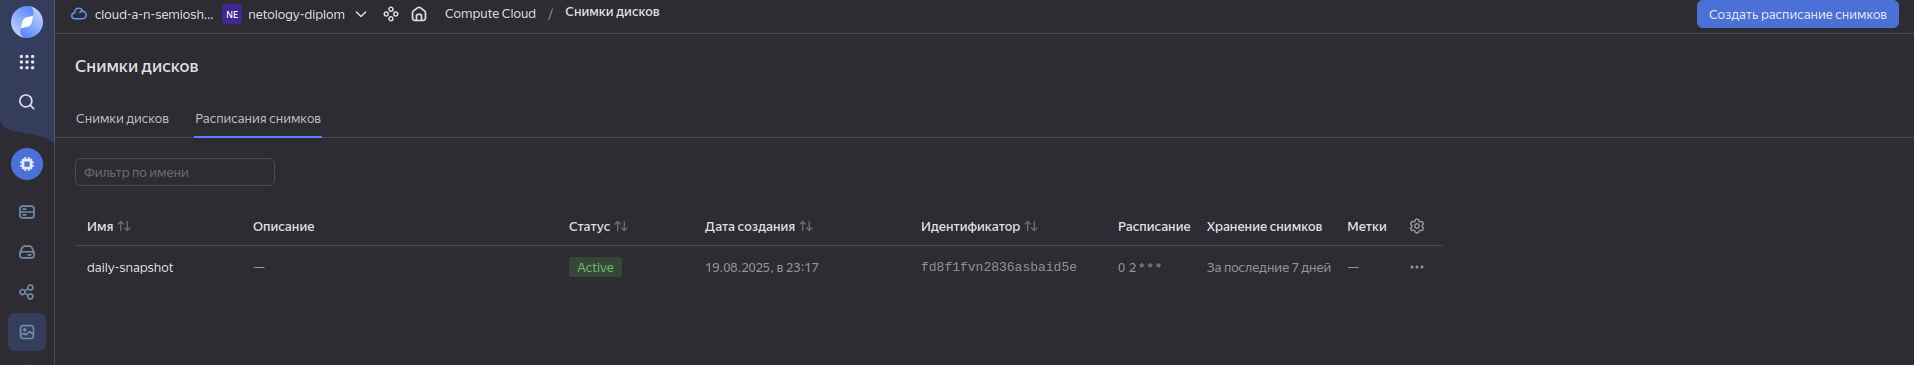 cloud-a-n-semiosh... NE netology-diplom Compute Cloud / Снимки дисков Создать расписание снимков
Снимки дисков
Снимки дисков Расписания снимков
Фильтр по имени
Имя Описание Статус Дата создания Идентификатор Расписание Хранение снимков Метки
daily-snapshot — Active 19.08.2025, в 23:17 fd8f1fvn2836asbaid5e 0 2 * * * За последние 7 дней —